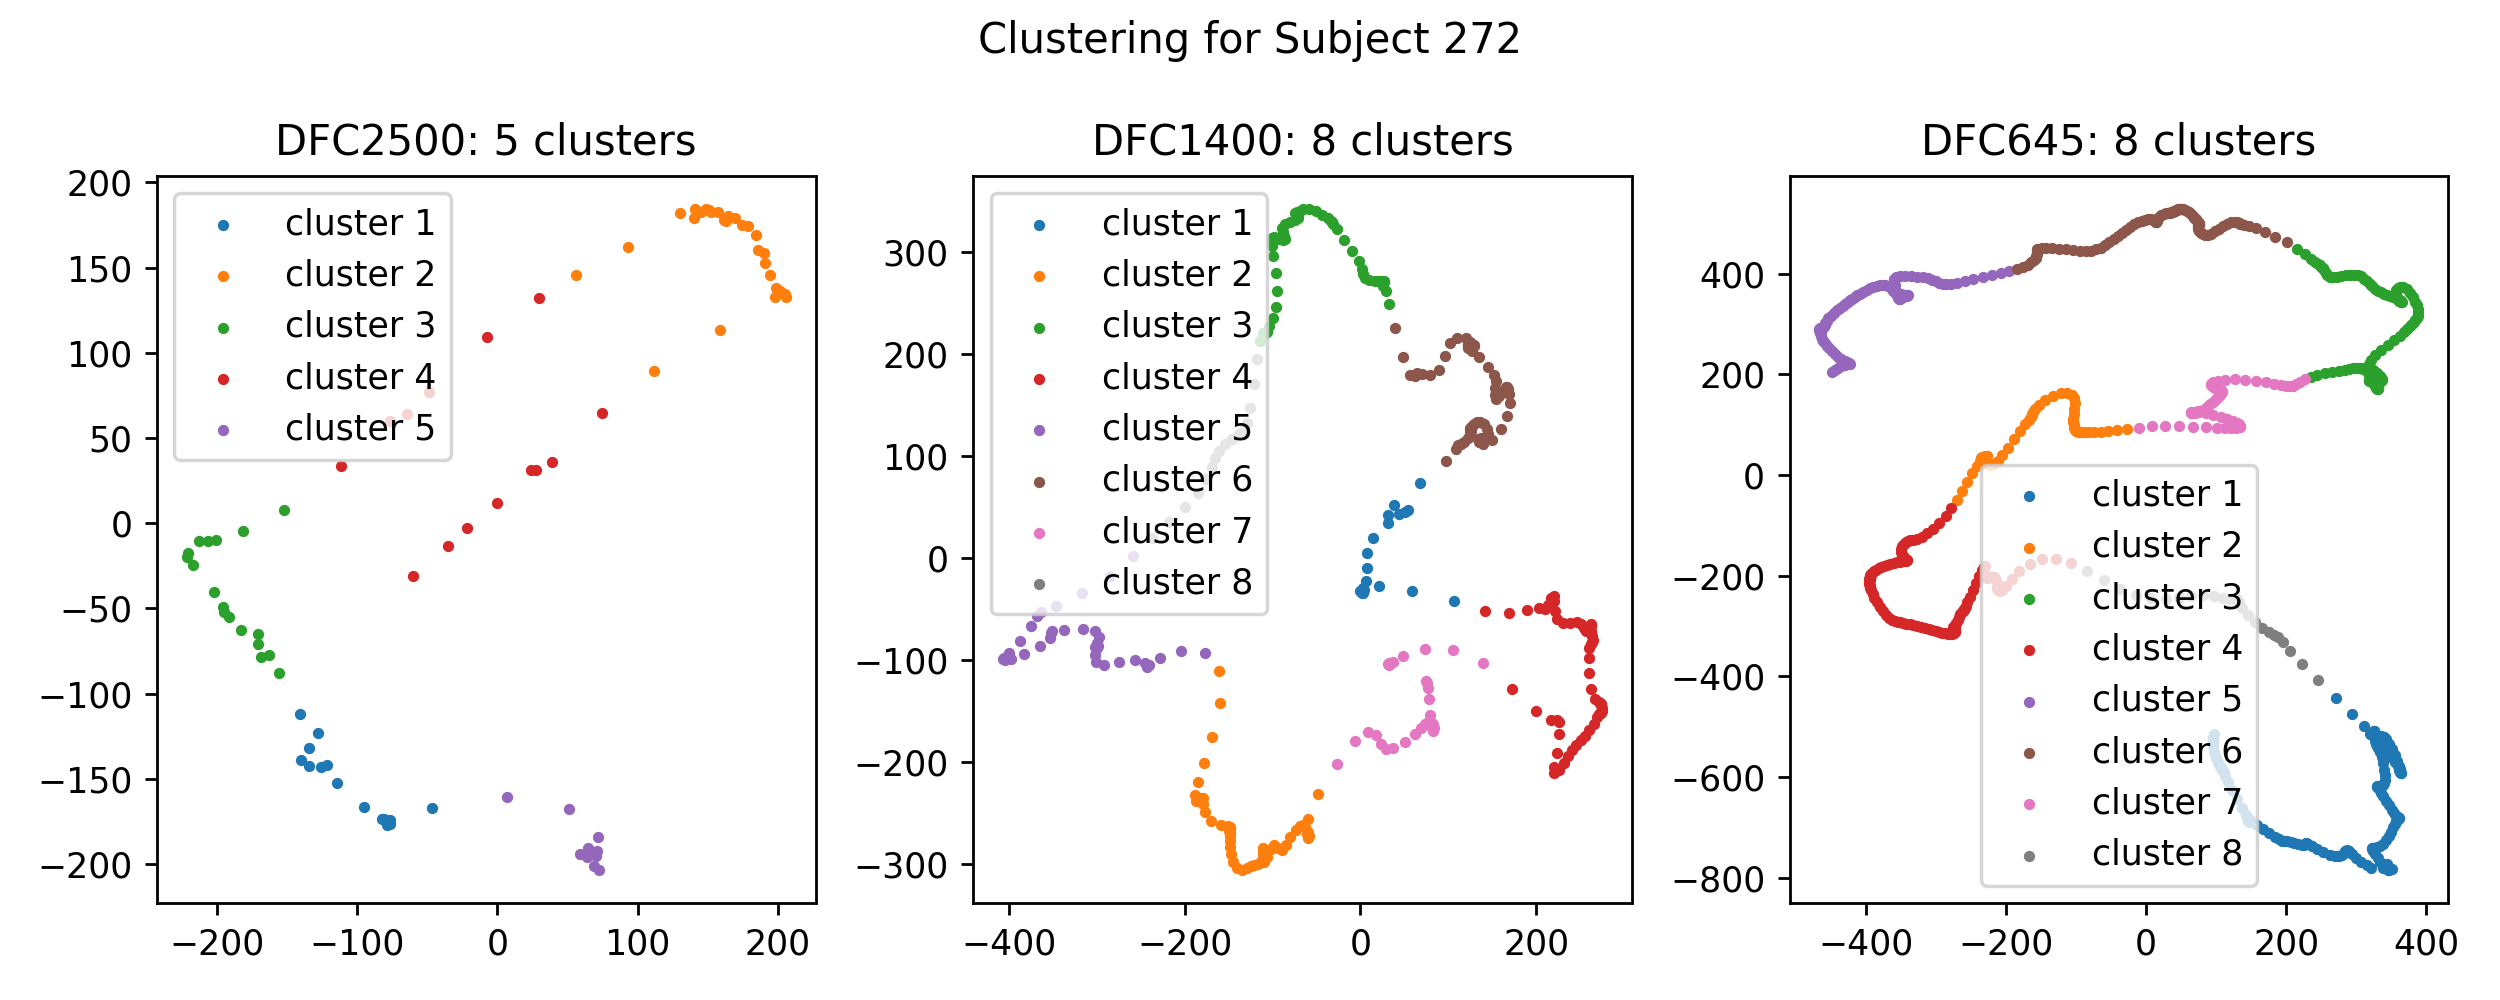 Clustering for Subject 272
DFC2500: 5 clusters
200
150
100
50
0
−50
−100
−150
−200
−200
−100
0
100
200
cluster 1
cluster 2
cluster 3
cluster 4
cluster 5
DFC1400: 8 clusters
300
200
100
0
−100
−200
−300
−400
−200
0
200
cluster 1
cluster 2
cluster 3
cluster 4
cluster 5
cluster 6
cluster 7
cluster 8
DFC645: 8 clusters
400
200
0
−200
−400
−600
−800
−400
−200
0
200
400
cluster 1
cluster 2
cluster 3
cluster 4
cluster 5
cluster 6
cluster 7
cluster 8